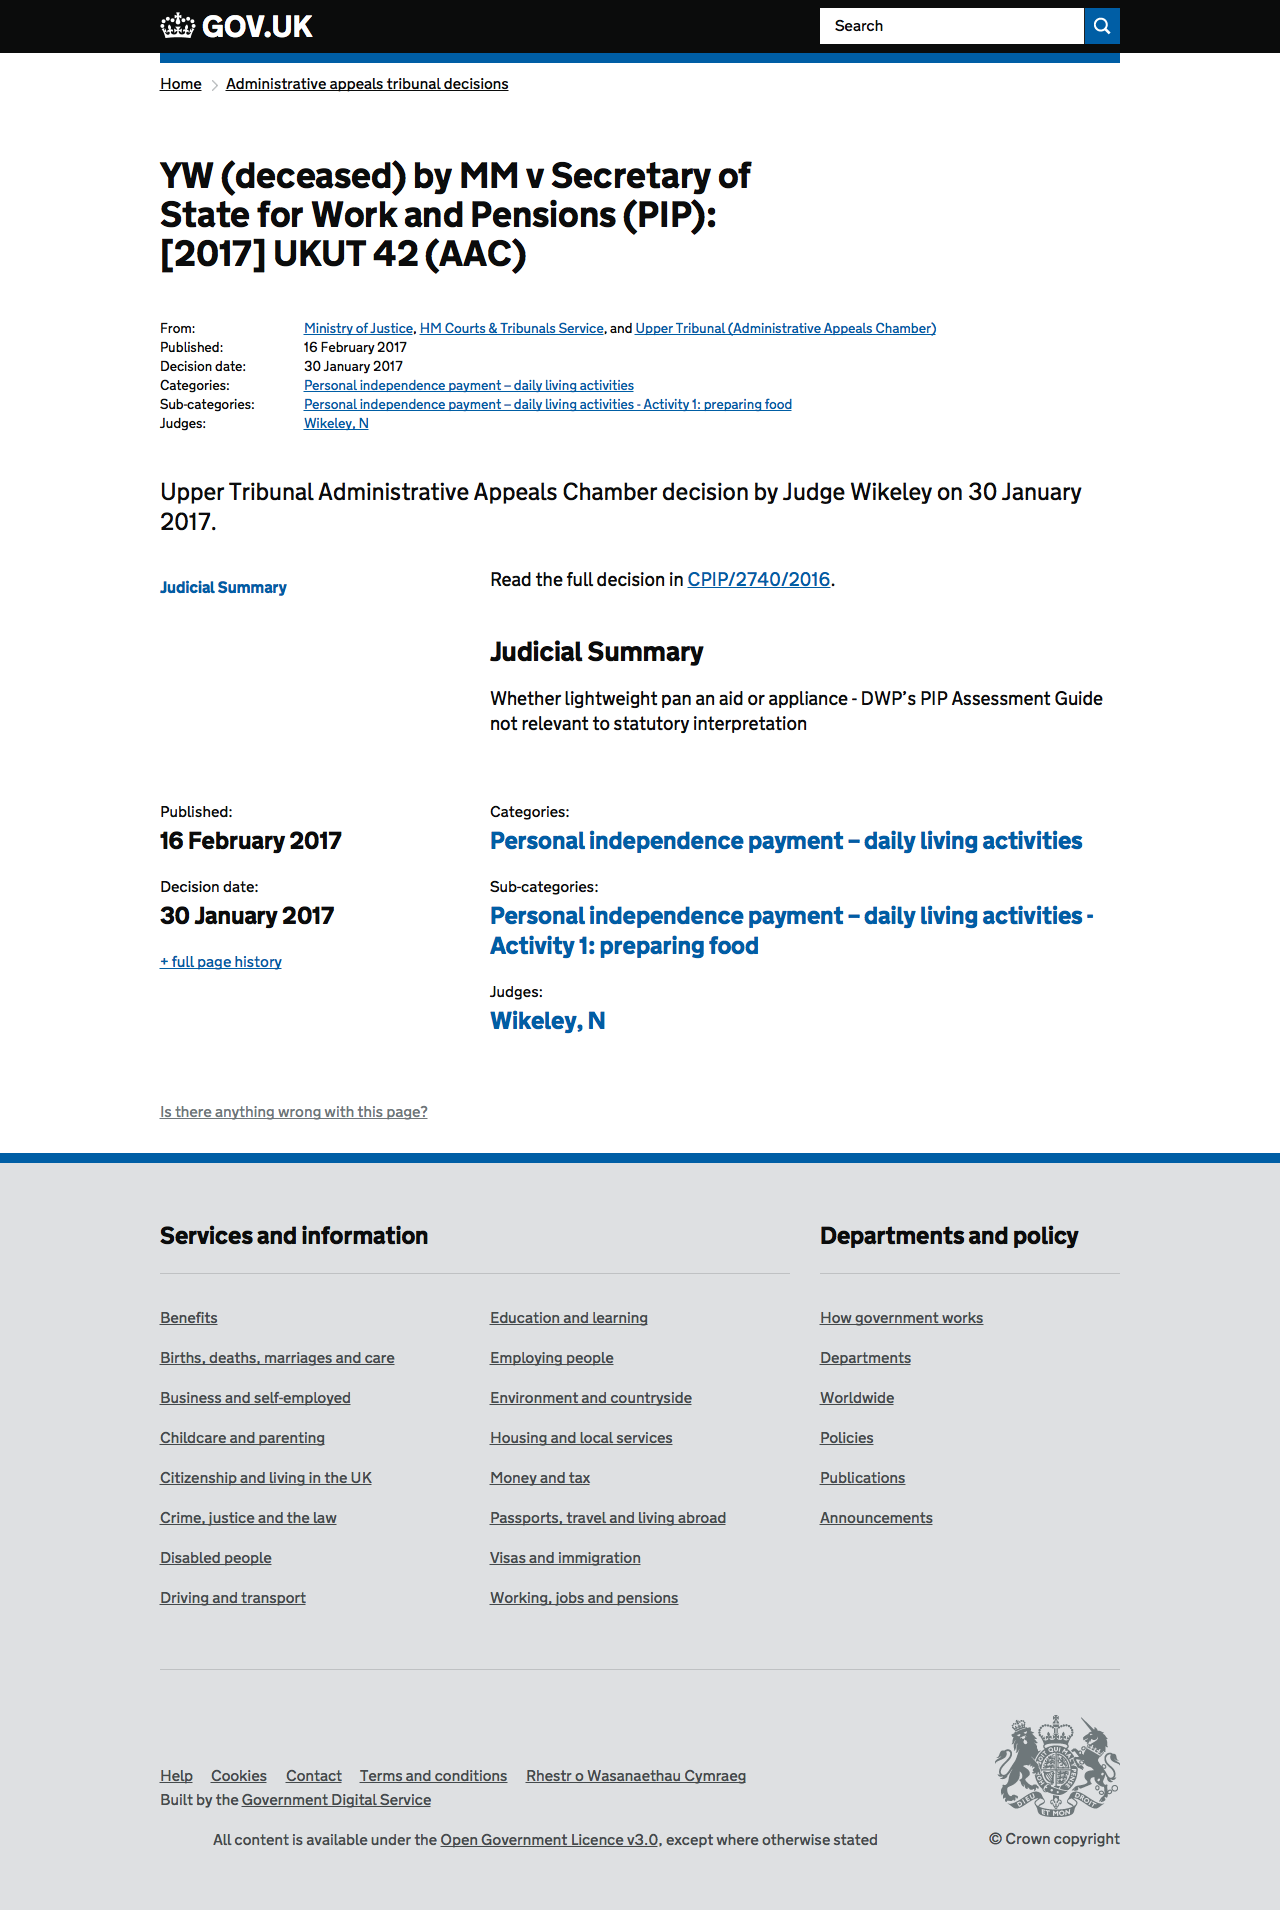 GOV.UK
Search
Home
Administrative appeals tribunal decisions
YW (deceased) by MM v Secretary of
State for Work and Pensions (PIP):
[2017] UKUT 42 (AAC)
From: Ministry of Justice, HM Courts & Tribunals Service, and Upper Tribunal (Administrative Appeals Chamber)
Published: 16 February 2017
Decision date: 30 January 2017
Categories: Personal independence payment – daily living activities
Sub-categories: Personal independence payment – daily living activities - Activity 1: preparing food
Judges: Wikeley, N
Upper Tribunal Administrative Appeals Chamber decision by Judge Wikeley on 30 January
2017.
Judicial Summary
Read the full decision in CPIP/2740/2016.
Judicial Summary
Whether lightweight pan an aid or appliance - DWP’s PIP Assessment Guide
not relevant to statutory interpretation
Published:
16 February 2017
Decision date:
30 January 2017
+ full page history
Categories:
Personal independence payment – daily living activities
Sub-categories:
Personal independence payment – daily living activities -
Activity 1: preparing food
Judges:
Wikeley, N
Is there anything wrong with this page?
Services and information
Benefits
Births, deaths, marriages and care
Business and self-employed
Childcare and parenting
Citizenship and living in the UK
Crime, justice and the law
Disabled people
Driving and transport
Education and learning
Employing people
Environment and countryside
Housing and local services
Money and tax
Passports, travel and living abroad
Visas and immigration
Working, jobs and pensions
Departments and policy
How government works
Departments
Worldwide
Policies
Publications
Announcements
Help
Cookies
Contact
Terms and conditions
Rhestr o Wasanaethau Cymraeg
Built by the Government Digital Service
All content is available under the Open Government Licence v3.0, except where otherwise stated
DIEU
ET MON
DROIT
© Crown copyright